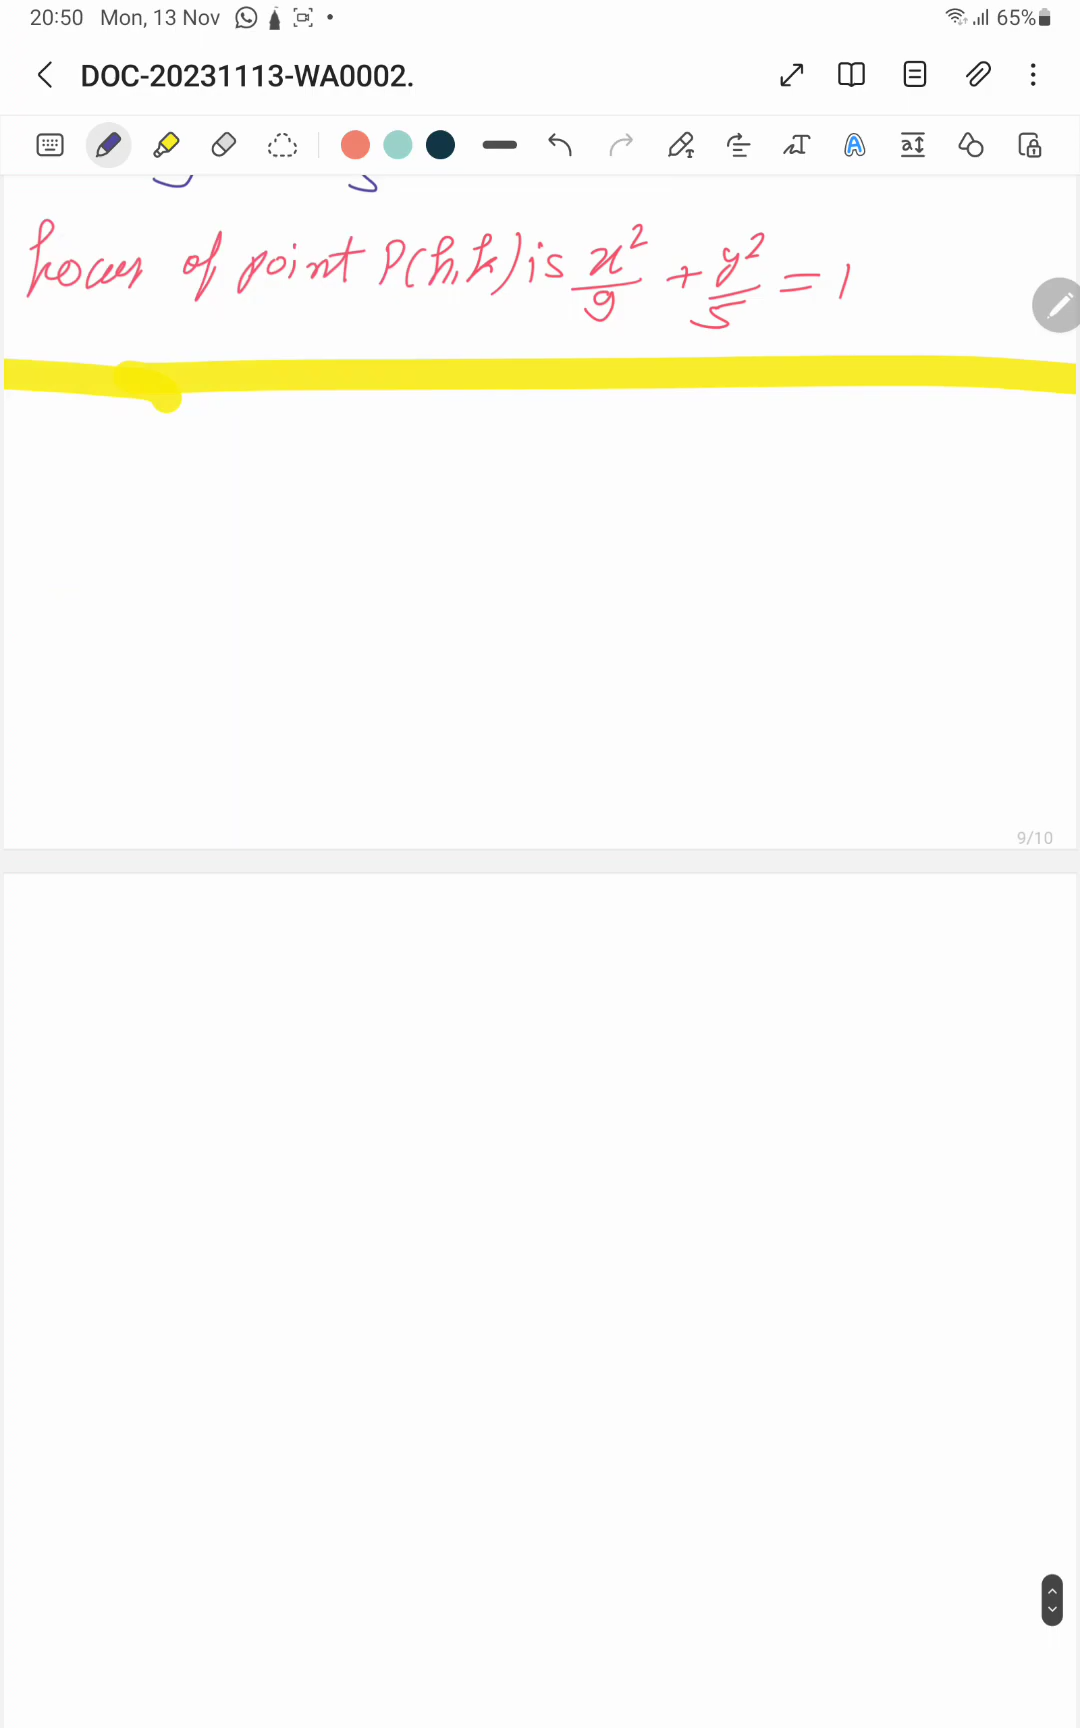 20:50 Mon, 13 Nov 65%
DOC-20231113-WA0002.
Locus of point P(h,k) is x²/9 + y²/5 = 1
9/10